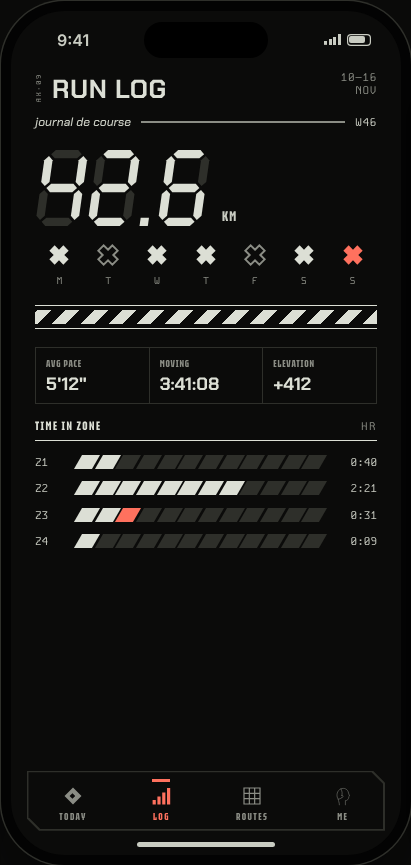 9:41
RUN LOG
10–16
NOV
journal de course
W46
42.6 KM
M T W T F S S
AVG PACE
5'12"
MOVING
3:41:08
ELEVATION
+412
TIME IN ZONE HR
Z1 0:40
Z2 2:21
Z3 0:31
Z4 0:09
TODAY LOG ROUTES ME